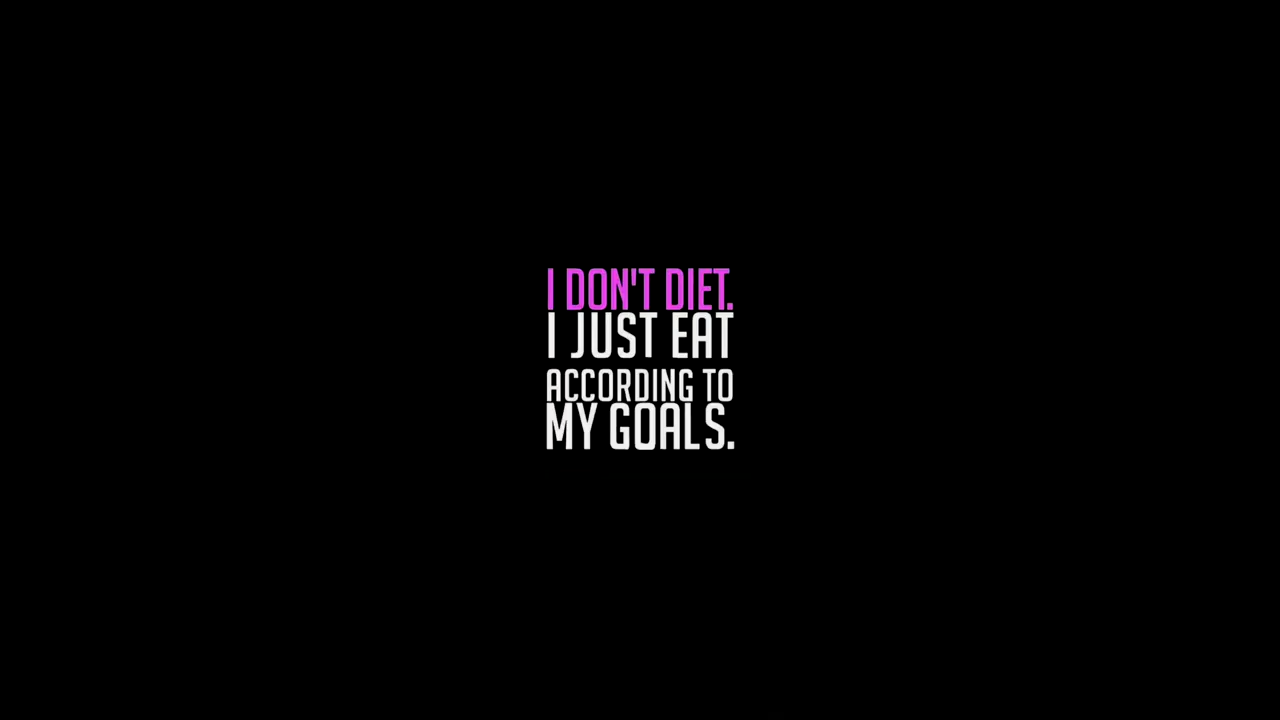 I DON'T DIET.
I JUST EAT
ACCORDING TO
MY GOALS.